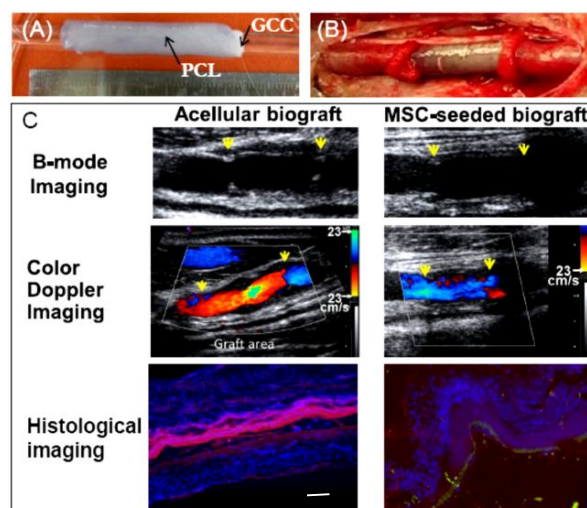 (A)
GCC
PCL
(B)
C
Acellular biograft
MSC-seeded biograft
B-mode
Imaging
Color
Doppler
Imaging
23
23
cm/s
Graft area
23
23
cm/s
Histological
imaging